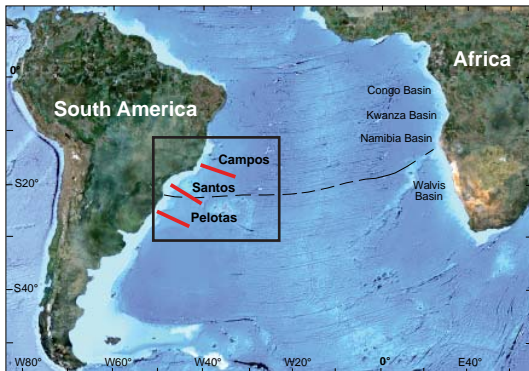 Africa
0°
Congo Basin
South America
Kwanza Basin
Namibia Basin
Campos
S20°
Santos
Walvis
Basin
Pelotas
S40°
W80° W60° W40° W20° 0° E40°